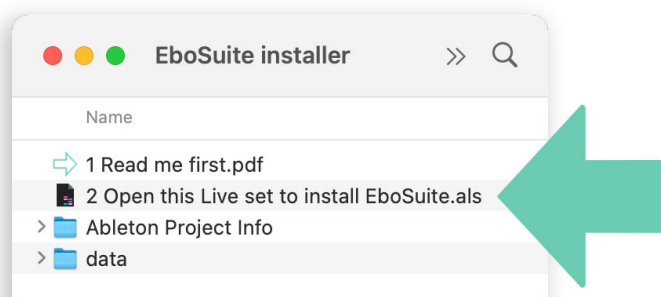 EboSuite installer
Name
1 Read me first.pdf
2 Open this Live set to install EboSuite.als
Ableton Project Info
data